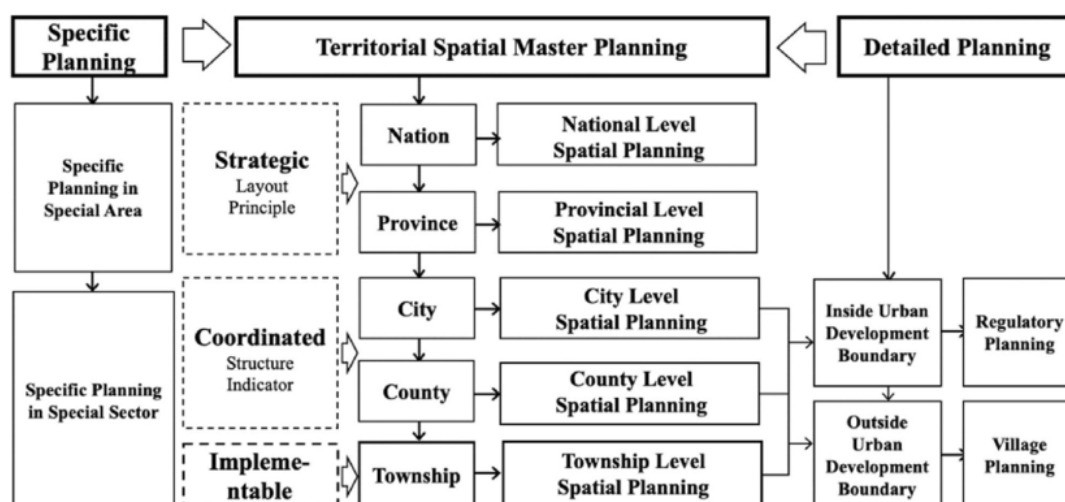 Specific
Planning
Territorial Spatial Master Planning
Detailed Planning
Specific
Planning in
Special Area
Specific Planning
in Special Sector
Strategic
Layout
Principle
Coordinated
Structure
Indicator
Impleme-
ntable
Nation
Province
City
County
Township
National Level
Spatial Planning
Provincial Level
Spatial Planning
City Level
Spatial Planning
County Level
Spatial Planning
Township Level
Spatial Planning
Inside Urban
Development
Boundary
Outside
Urban
Development
Boundary
Regulatory
Planning
Village
Planning